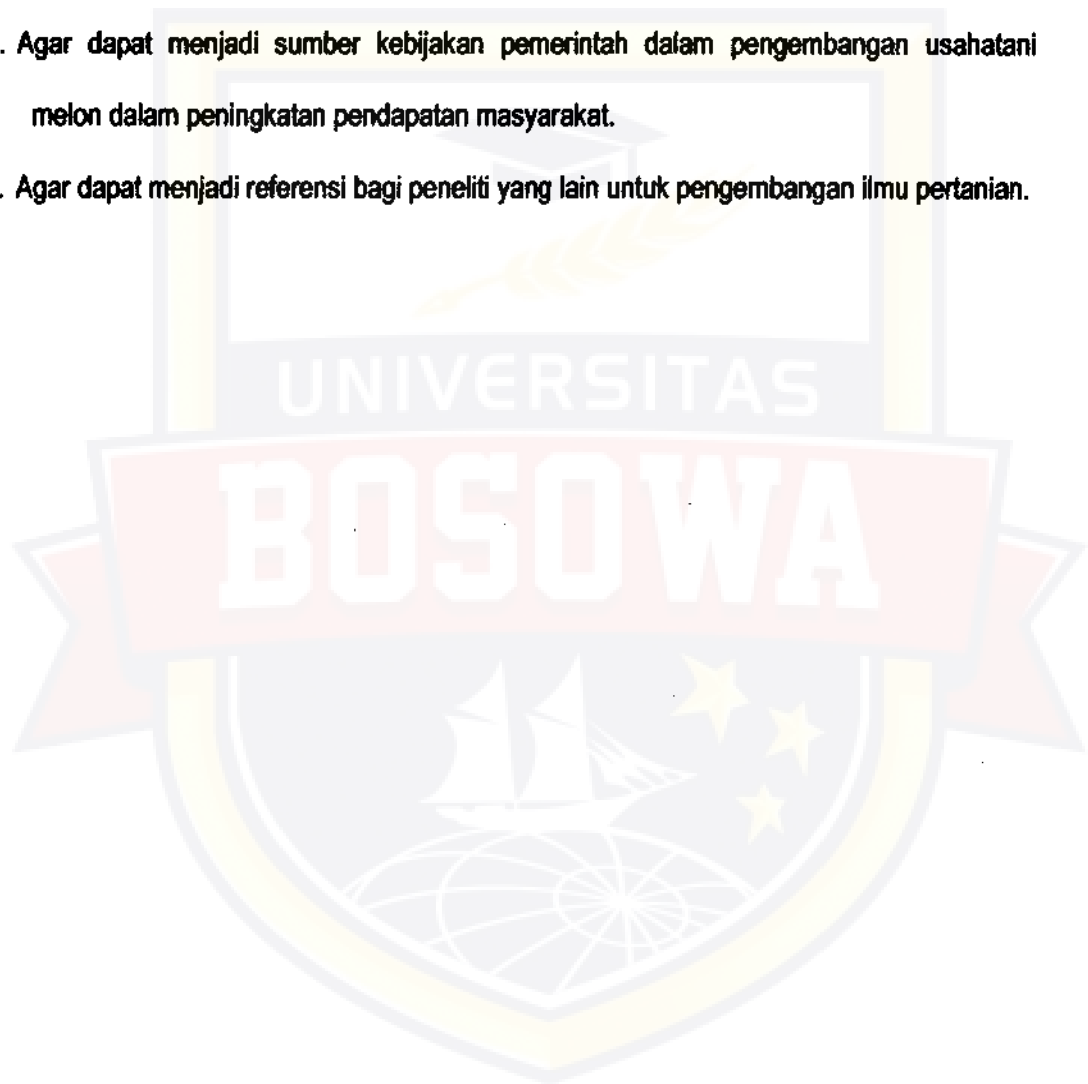 . Agar dapat menjadi sumber kebijakan pemerintah dalam pengembangan usahatani
melon dalam peningkatan pendapatan masyarakat.
. Agar dapat menjadi referensi bagi peneliti yang lain untuk pengembangan ilmu pertanian.
UNIVERSITAS
BOSOWA